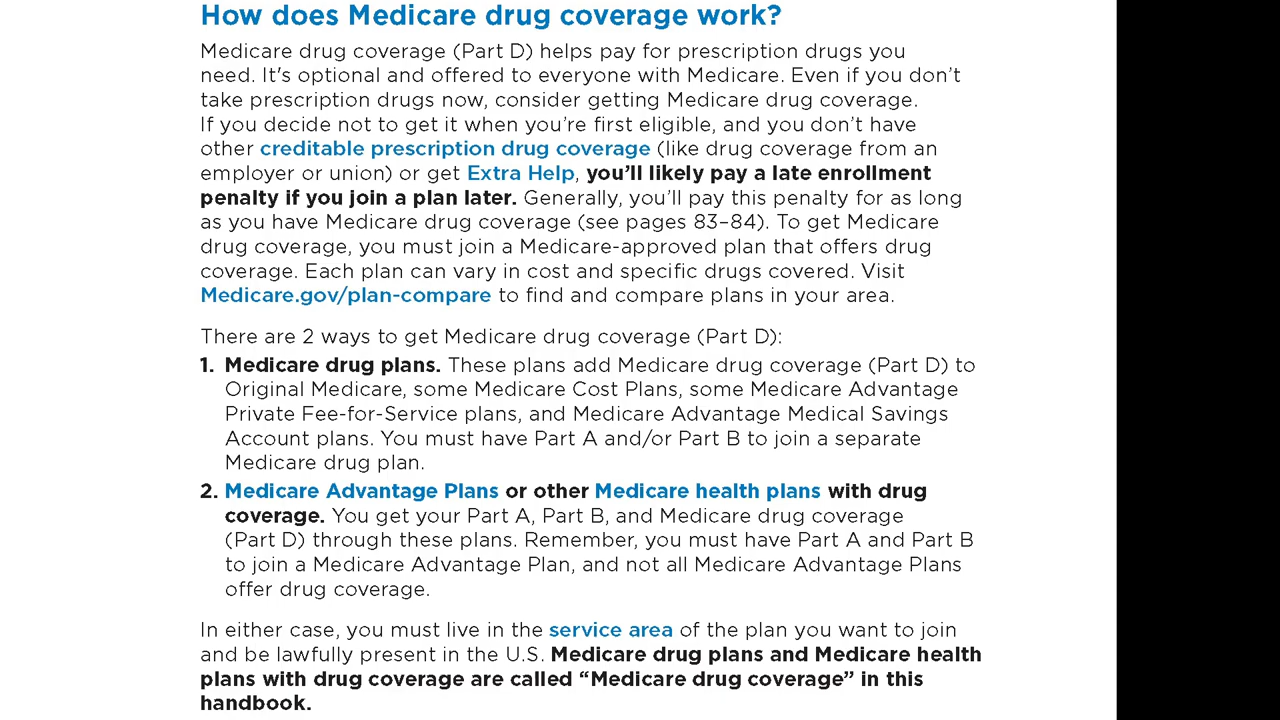 How does Medicare drug coverage work?
Medicare drug coverage (Part D) helps pay for prescription drugs you
need. It's optional and offered to everyone with Medicare. Even if you don’t
take prescription drugs now, consider getting Medicare drug coverage.
If you decide not to get it when you’re first eligible, and you don’t have
other creditable prescription drug coverage (like drug coverage from an
employer or union) or get Extra Help, you’ll likely pay a late enrollment
penalty if you join a plan later. Generally, you’ll pay this penalty for as long
as you have Medicare drug coverage (see pages 83–84). To get Medicare
drug coverage, you must join a Medicare-approved plan that offers drug
coverage. Each plan can vary in cost and specific drugs covered. Visit
Medicare.gov/plan-compare to find and compare plans in your area.
There are 2 ways to get Medicare drug coverage (Part D):
1. Medicare drug plans. These plans add Medicare drug coverage (Part D) to
Original Medicare, some Medicare Cost Plans, some Medicare Advantage
Private Fee-for-Service plans, and Medicare Advantage Medical Savings
Account plans. You must have Part A and/or Part B to join a separate
Medicare drug plan.
2. Medicare Advantage Plans or other Medicare health plans with drug
coverage. You get your Part A, Part B, and Medicare drug coverage
(Part D) through these plans. Remember, you must have Part A and Part B
to join a Medicare Advantage Plan, and not all Medicare Advantage Plans
offer drug coverage.
In either case, you must live in the service area of the plan you want to join
and be lawfully present in the U.S. Medicare drug plans and Medicare health
plans with drug coverage are called “Medicare drug coverage” in this
handbook.